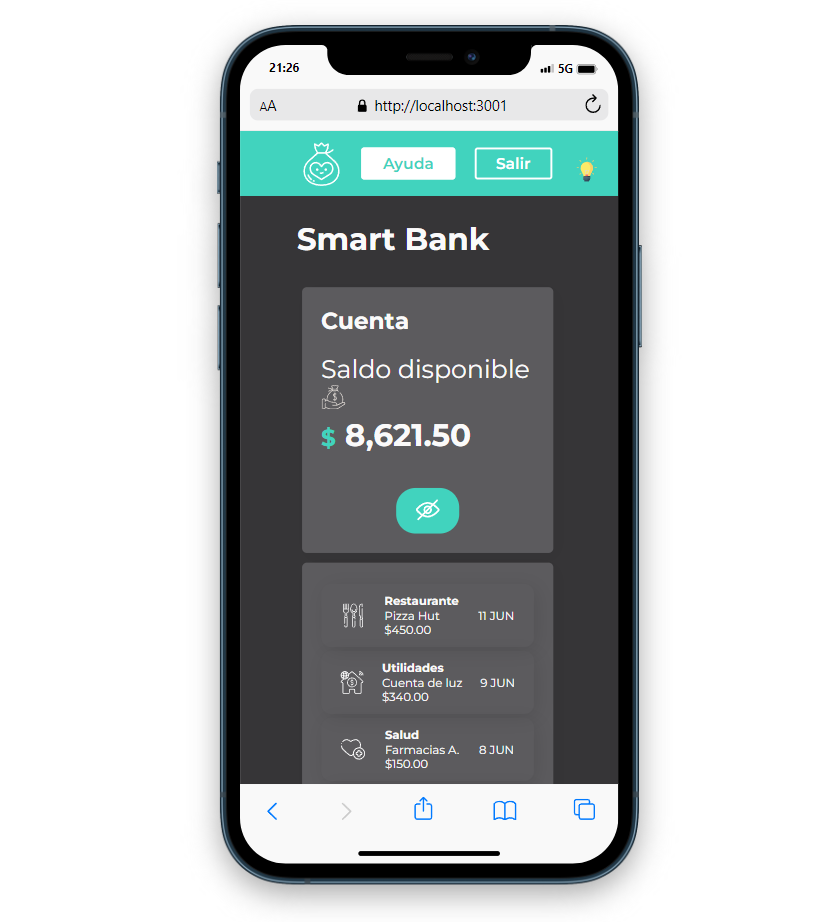 21:26
5G
AA
http://localhost:3001
Ayuda
Salir
Smart Bank
Cuenta
Saldo disponible
$ 8,621.50
Restaurante
Pizza Hut 11 JUN
$450.00
Utilidades
Cuenta de luz 9 JUN
$340.00
Salud
Farmacias A. 8 JUN
$150.00